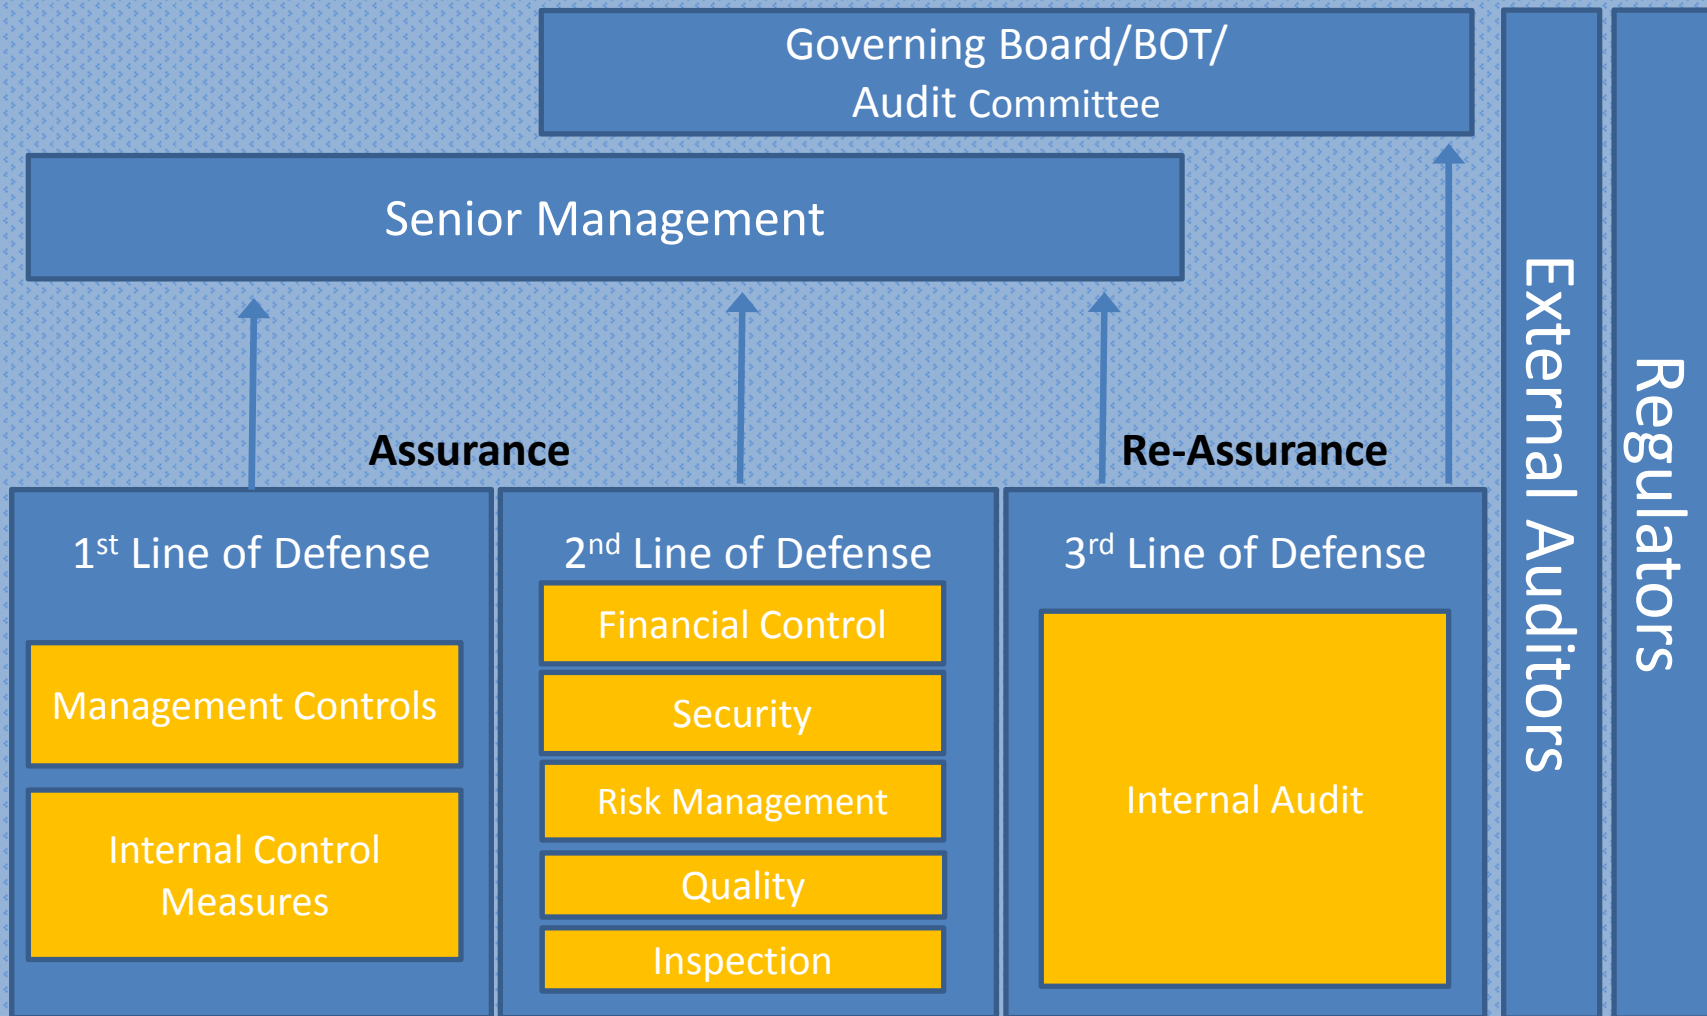 Governing Board/BOT/
Audit Committee
Senior Management
Assurance
Re-Assurance
1st Line of Defense
Management Controls
Internal Control
Measures
2nd Line of Defense
Financial Control
Security
Risk Management
Quality
Inspection
3rd Line of Defense
Internal Audit
External Auditors
Regulators